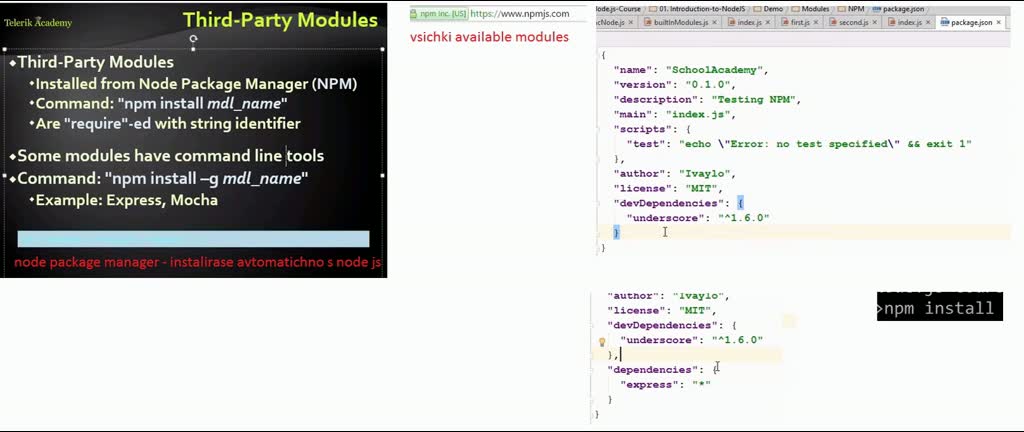 Telerik Academy
Third-Party Modules
Third-Party Modules
Installed from Node Package Manager (NPM)
Command: "npm install mdl_name"
Are "require"-ed with string identifier
Some modules have command line tools
Command: "npm install –g mdl_name"
Example: Express, Mocha
node package manager - instalirase avtomatichno s node js
npm inc. [US] https://www.npmjs.com
vsichki available modules
lode.js-Course 01. Introduction-to-NodeJS Demo Modules NPM package.json
ncNode.js builtinModules.js index.js first.js second.js index.js package.json
{
"name": "SchoolAcademy",
"version": "0.1.0",
"description": "Testing NPM",
"main": "index.js",
"scripts": {
"test": "echo \"Error: no test specified\" && exit 1"
},
"author": "Ivaylo",
"license": "MIT",
"devDependencies": {
"underscore": "^1.6.0"
}
}
"author": "Ivaylo",
"license": "MIT",
"devDependencies": {
"underscore": "^1.6.0"
},
"dependencies": {
"express": "*"
}
}
>npm install